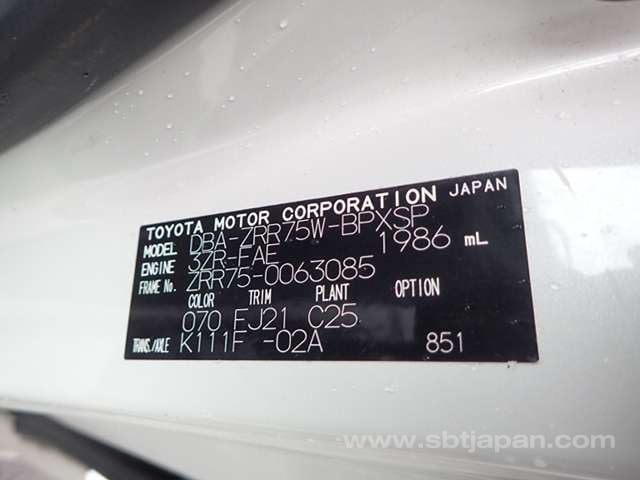 TOYOTA MOTOR CORPORATION JAPAN
MODEL DBA-ZRR75W-BPXSP
ENGINE 3ZR-FAE 1986 mL
FRAME No. ZRR75-0063085
COLOR TRIM PLANT OPTION
070 FJ21 C25
TRANS./AXLE K111F -02A 851
www.sbtjapan.com